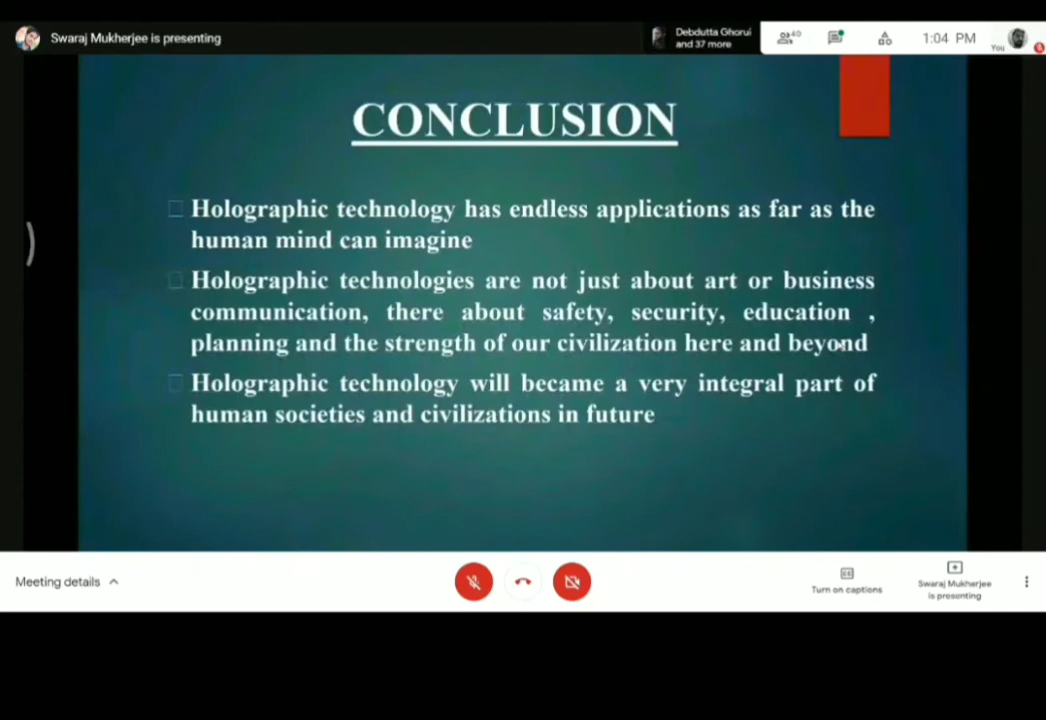 Swaraj Mukherjee is presenting
Debdutta Ghorui
and 37 more
40
1:04 PM
You
CONCLUSION
Holographic technology has endless applications as far as the
human mind can imagine
Holographic technologies are not just about art or business
communication, there about safety, security, education ,
planning and the strength of our civilization here and beyond
Holographic technology will became a very integral part of
human societies and civilizations in future
Meeting details
Turn on captions
Swaraj Mukherjee
is presenting